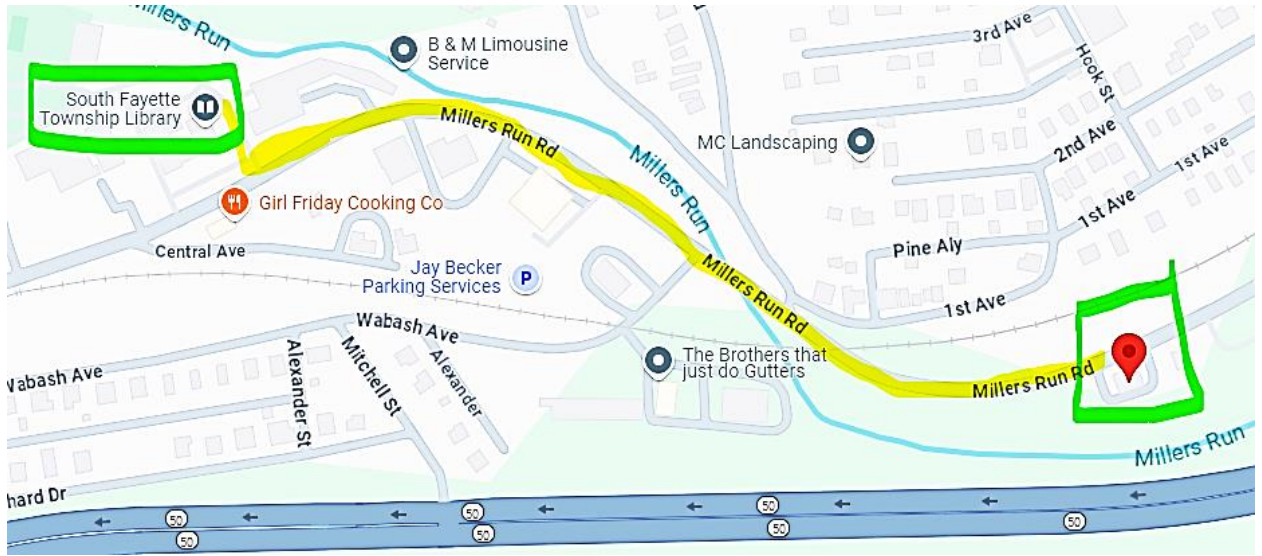 Millers Run
B & M Limousine
Service
3rd Ave
Hook St
South Fayette
Township Library
Millers Run Rd
MC Landscaping
2nd Ave
1st Ave
Millers Run
Girl Friday Cooking Co
1st Ave
Central Ave
Pine Aly
Jay Becker
Parking Services
P
Millers Run Rd
1st Ave
Wabash Ave
The Brothers that
just do Gutters
Wabash Ave
Alexander St
Mitchell St
Alexander
Millers Run Rd
Millers Run
hard Dr
50
50
50
50
50
50
50